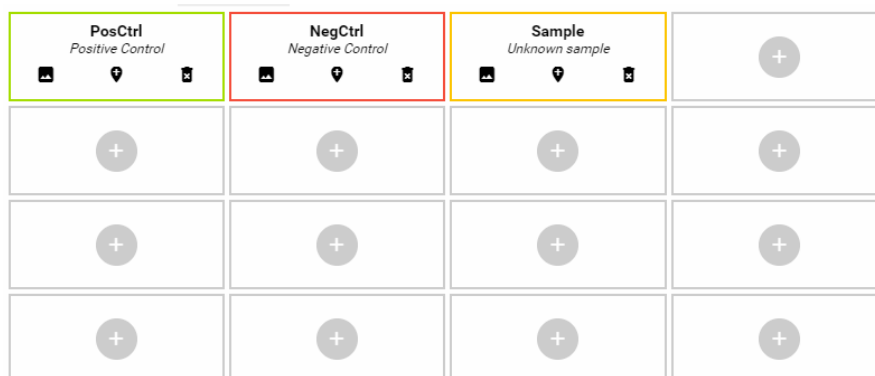 PosCtrl
Positive Control
NegCtrl
Negative Control
Sample
Unknown sample